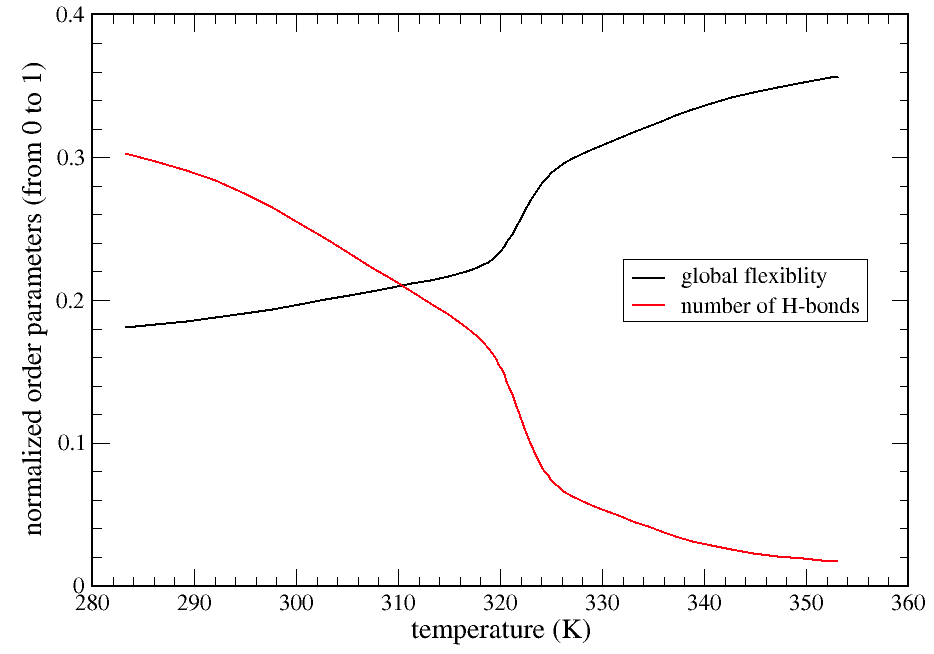 normalized order parameters (from 0 to 1)
0.4
0.3
0.2
0.1
0
global flexiblity
number of H-bonds
280 290 300 310 320 330 340 350 360
temperature (K)